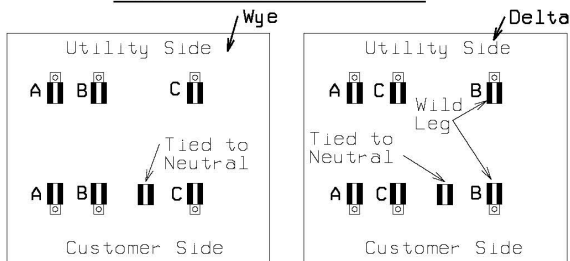 Wye
Delta
Utility Side
Utility Side
A B C
A C B
Wild
Leg
Tied to
Neutral
Tied to
Neutral
A B C
A C B
Customer Side
Customer Side